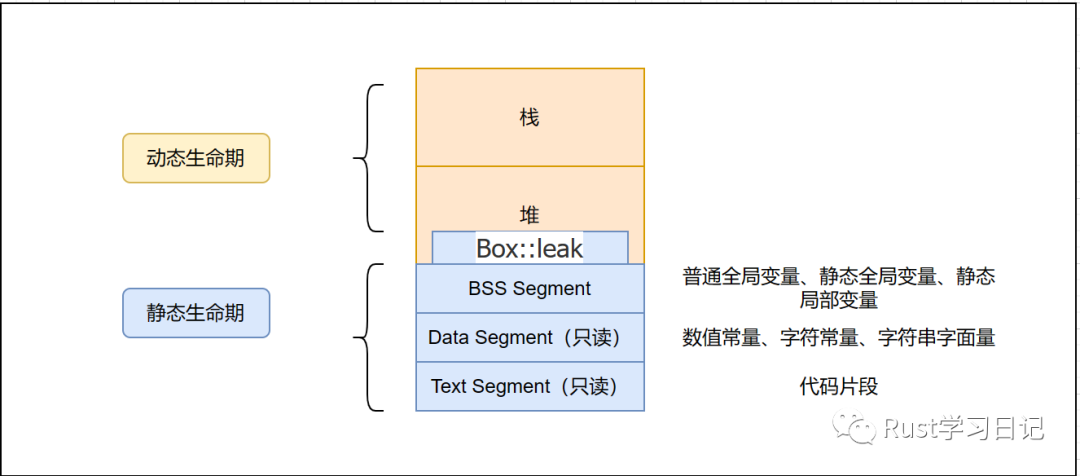 栈
动态生命期
堆
Box::leak
BSS Segment
普通全局变量、静态全局变量、静态
局部变量
静态生命期
Data Segment（只读）
数值常量、字符常量、字符串字面量
Text Segment（只读）
代码片段
Rust学习日记